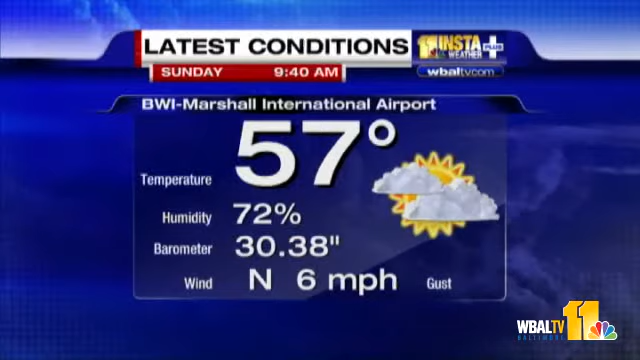 LATEST CONDITIONS
11 INSTA
WEATHER PLUS
SUNDAY 9:40 AM
wbaltv.com
BWI-Marshall International Airport
Temperature 57°
Humidity 72%
Barometer 30.38"
Wind N 6 mph Gust
WBALTV 11
BALTIMORE